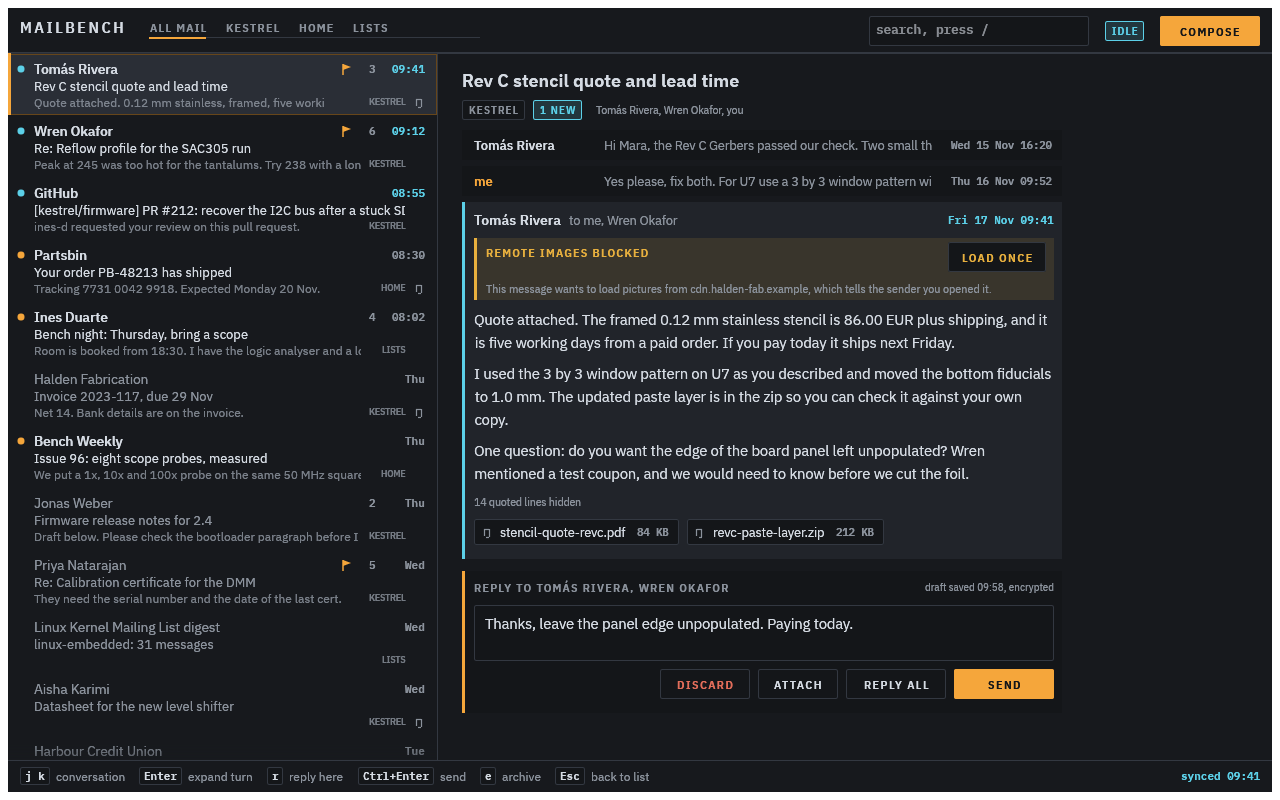 MAILBENCH
ALL MAIL KESTREL HOME LISTS
search, press /
IDLE
COMPOSE
Tomás Rivera 3 09:41
Rev C stencil quote and lead time
Quote attached. 0.12 mm stainless, framed, five worki KESTREL
Wren Okafor 6 09:12
Re: Reflow profile for the SAC305 run
Peak at 245 was too hot for the tantalums. Try 238 with a lon KESTREL
GitHub 08:55
[kestrel/firmware] PR #212: recover the I2C bus after a stuck SD
ines-d requested your review on this pull request. KESTREL
Partsbin 08:30
Your order PB-48213 has shipped
Tracking 7731 0042 9918. Expected Monday 20 Nov. HOME
Ines Duarte 4 08:02
Bench night: Thursday, bring a scope
Room is booked from 18:30. I have the logic analyser and a lo LISTS
Halden Fabrication Thu
Invoice 2023-117, due 29 Nov
Net 14. Bank details are on the invoice. KESTREL
Bench Weekly Thu
Issue 96: eight scope probes, measured
We put a 1x, 10x and 100x probe on the same 50 MHz square HOME
Jonas Weber 2 Thu
Firmware release notes for 2.4
Draft below. Please check the bootloader paragraph before I KESTREL
Priya Natarajan 5 Wed
Re: Calibration certificate for the DMM
They need the serial number and the date of the last cert. KESTREL
Linux Kernel Mailing List digest Wed
linux-embedded: 31 messages
LISTS
Aisha Karimi Wed
Datasheet for the new level shifter
KESTREL
Harbour Credit Union Tue
Rev C stencil quote and lead time
KESTREL 1 NEW Tomás Rivera, Wren Okafor, you
Tomás Rivera Hi Mara, the Rev C Gerbers passed our check. Two small th Wed 15 Nov 16:20
me Yes please, fix both. For U7 use a 3 by 3 window pattern wi Thu 16 Nov 09:52
Tomás Rivera to me, Wren Okafor Fri 17 Nov 09:41
REMOTE IMAGES BLOCKED
LOAD ONCE
This message wants to load pictures from cdn.halden-fab.example, which tells the sender you opened it.
Quote attached. The framed 0.12 mm stainless stencil is 86.00 EUR plus shipping, and it
is five working days from a paid order. If you pay today it ships next Friday.
I used the 3 by 3 window pattern on U7 as you described and moved the bottom fiducials
to 1.0 mm. The updated paste layer is in the zip so you can check it against your own
copy.
One question: do you want the edge of the board panel left unpopulated? Wren
mentioned a test coupon, and we would need to know before we cut the foil.
14 quoted lines hidden
stencil-quote-revc.pdf 84 KB revc-paste-layer.zip 212 KB
REPLY TO TOMÁS RIVERA, WREN OKAFOR draft saved 09:58, encrypted
Thanks, leave the panel edge unpopulated. Paying today.
DISCARD ATTACH REPLY ALL SEND
j k conversation Enter expand turn r reply here Ctrl+Enter send e archive Esc back to list synced 09:41